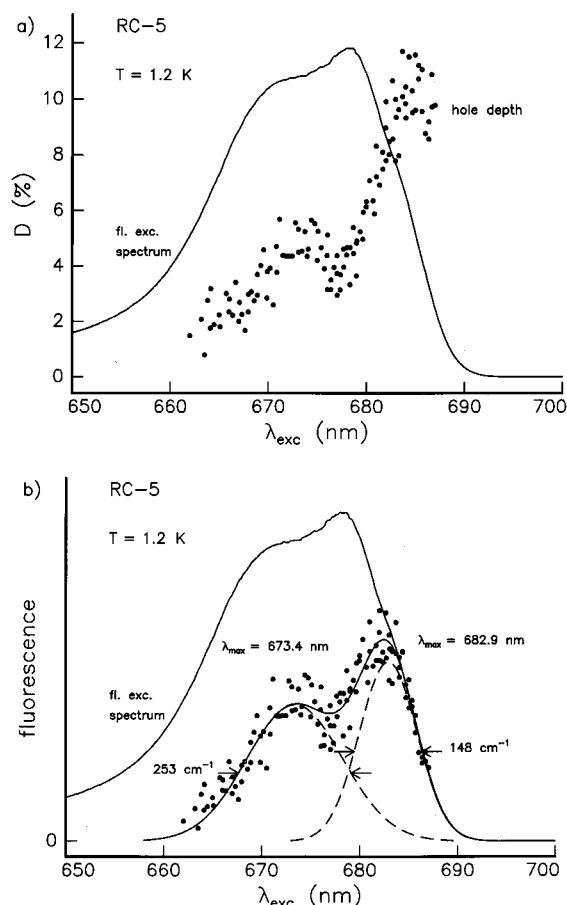 a)
RC-5
T = 1.2 K
12
10
8
6
4
2
0
D (%)
hole depth
fl. exc.
spectrum
650 660 670 680 690 700
λexc (nm)
b)
RC-5
T = 1.2 K
fluorescence
λmax = 673.4 nm
λmax = 682.9 nm
fl. exc.
spectrum
253 cm⁻¹
148 cm⁻¹
0
650 660 670 680 690 700
λexc (nm)